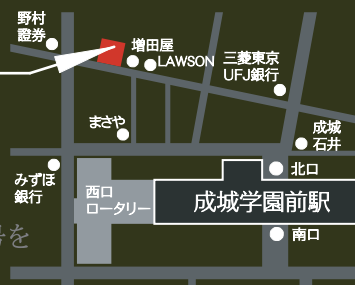 野村
證券
増田屋
LAWSON
三菱東京
UFJ銀行
まさや
成城
石井
みずほ
銀行
西口
ロータリー
北口
成城学園前駅
南口
を